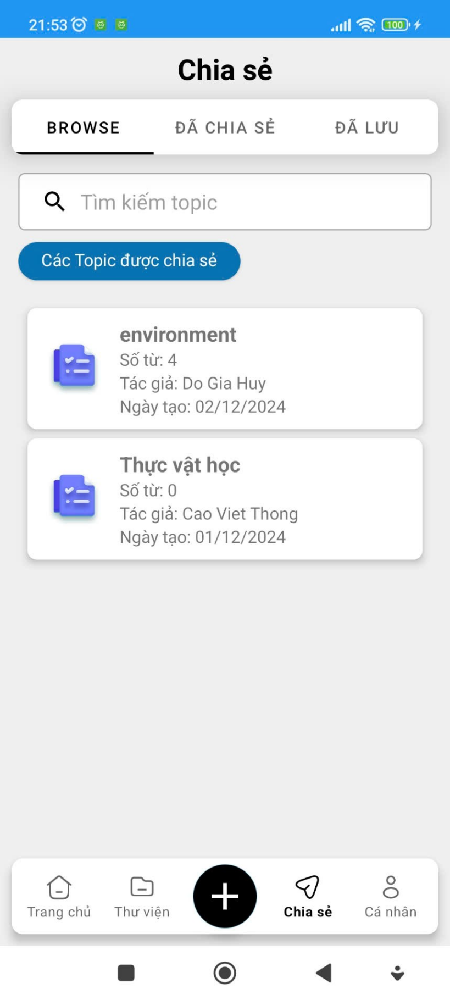 21:53
100
Chia sẻ
BROWSE
ĐÃ CHIA SẺ
ĐÃ LƯU
Tìm kiếm topic
Các Topic được chia sẻ
environment
Số từ: 4
Tác giả: Do Gia Huy
Ngày tạo: 02/12/2024
Thực vật học
Số từ: 0
Tác giả: Cao Viet Thong
Ngày tạo: 01/12/2024
Trang chủ
Thư viện
Chia sẻ
Cá nhân